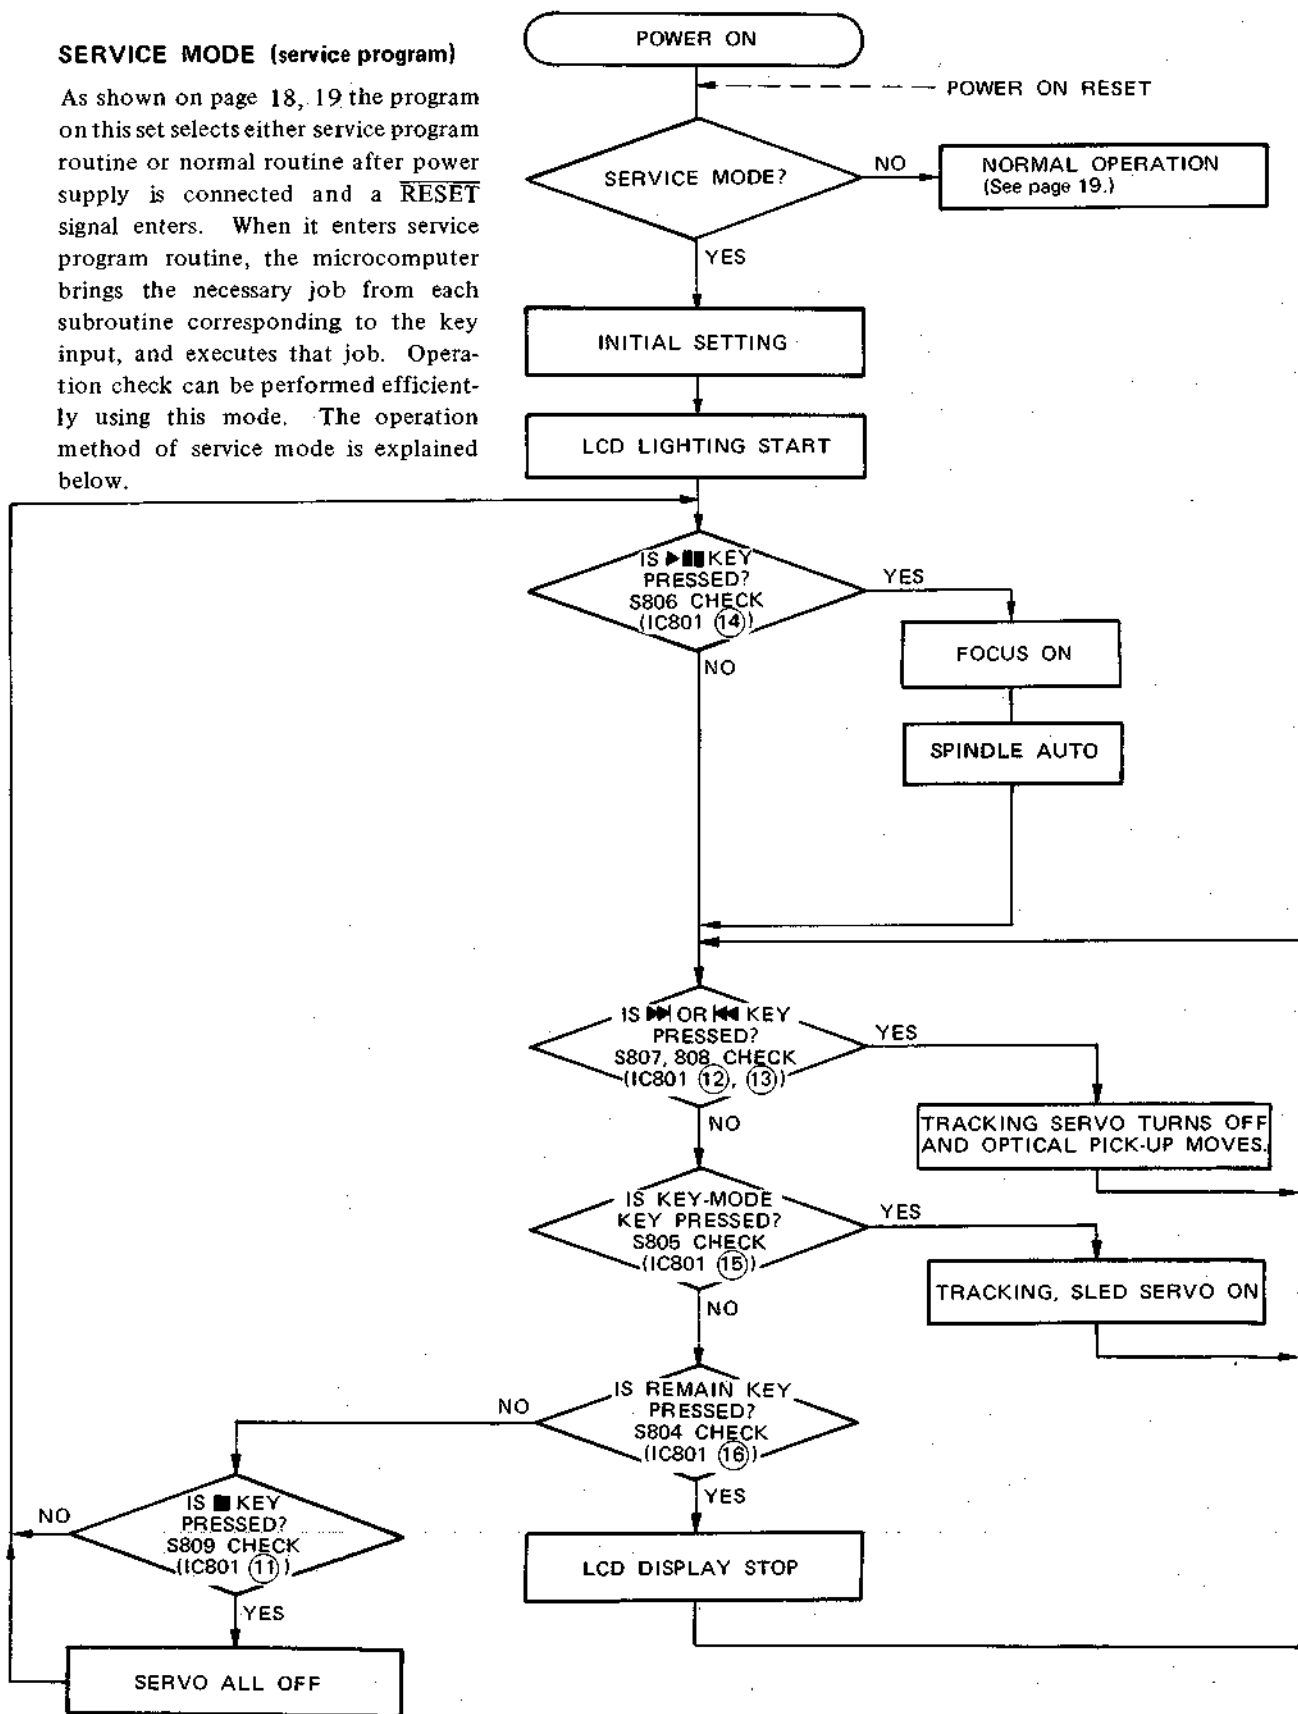 SERVICE MODE (service program)
As shown on page 18, 19 the program
on this set selects either service program
routine or normal routine after power
supply is connected and a RESET
signal enters. When it enters service
program routine, the microcomputer
brings the necessary job from each
subroutine corresponding to the key
input, and executes that job. Opera-
tion check can be performed efficient-
ly using this mode. The operation
method of service mode is explained
below.
POWER ON
POWER ON RESET
SERVICE MODE?
NO
NORMAL OPERATION
(See page 19.)
YES
INITIAL SETTING
LCD LIGHTING START
IS ▶▮▮ KEY
PRESSED?
S806 CHECK
(IC801 ⑭)
YES
NO
FOCUS ON
SPINDLE AUTO
IS ▶▶| OR |◀◀ KEY
PRESSED?
S807, 808 CHECK
(IC801 ⑫, ⑬)
YES
NO
TRACKING SERVO TURNS OFF
AND OPTICAL PICK-UP MOVES.
IS KEY-MODE
KEY PRESSED?
S805 CHECK
(IC801 ⑮)
YES
NO
TRACKING, SLED SERVO ON
IS REMAIN KEY
PRESSED?
S804 CHECK
(IC801 ⑯)
NO
YES
LCD DISPLAY STOP
IS ■ KEY
PRESSED?
S809 CHECK
(IC801 ⑪)
NO
YES
SERVO ALL OFF